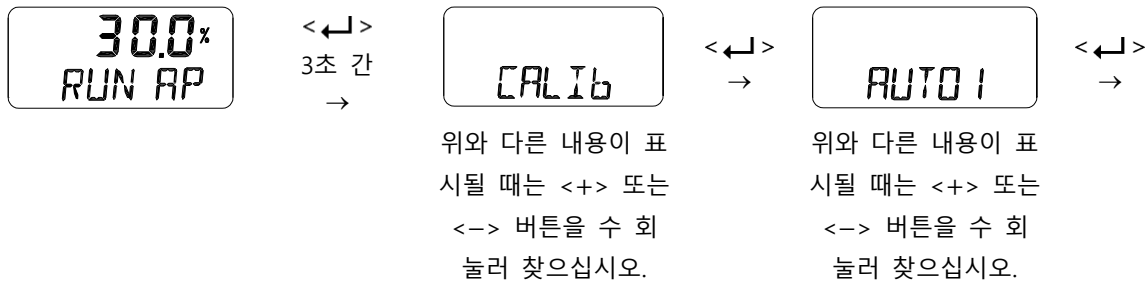 30.0%
RUN AP
<↵>
3초 간
→
CALIb
<↵>
→
AUTO1
<↵>
→
위와 다른 내용이 표
시될 때는 <+> 또는
<−> 버튼을 수 회
눌러 찾으십시오.
위와 다른 내용이 표
시될 때는 <+> 또는
<−> 버튼을 수 회
눌러 찾으십시오.